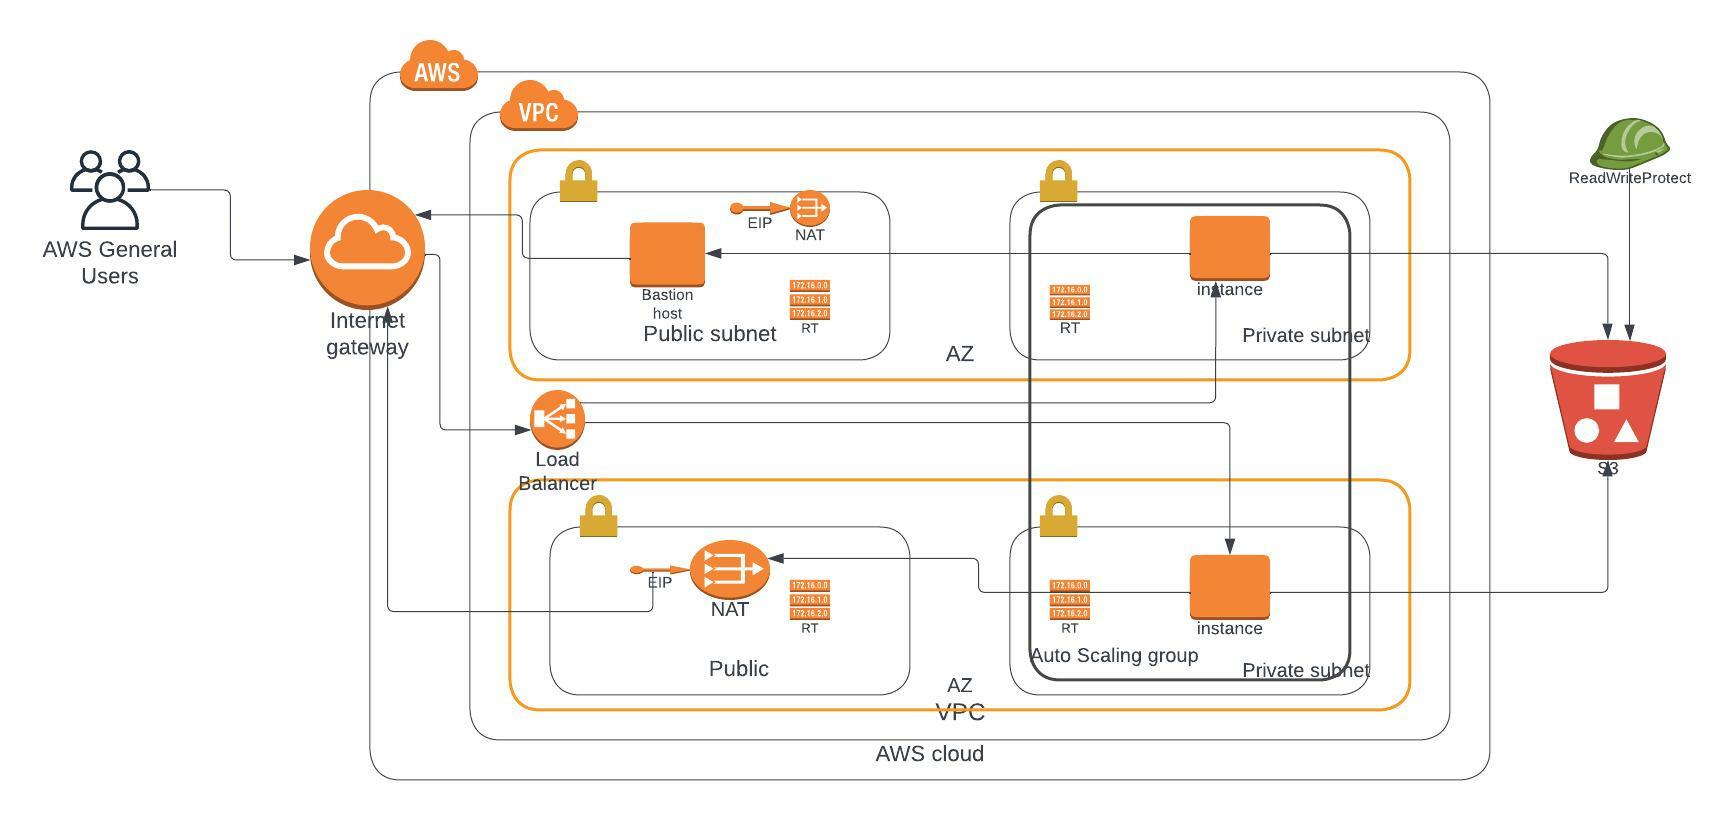 AWS
VPC
AWS General
Users
Internet
gateway
EIP
NAT
Bastion
host
172.16.0.0
172.16.1.0
172.16.2.0
RT
Public subnet
AZ
172.16.0.0
172.16.1.0
172.16.2.0
RT
instance
Private subnet
ReadWriteProtect
S3
Load
Balancer
EIP
NAT
172.16.0.0
172.16.1.0
172.16.2.0
RT
Public
172.16.0.0
172.16.1.0
172.16.2.0
RT
instance
Auto Scaling group
Private subnet
AZ
VPC
AWS cloud